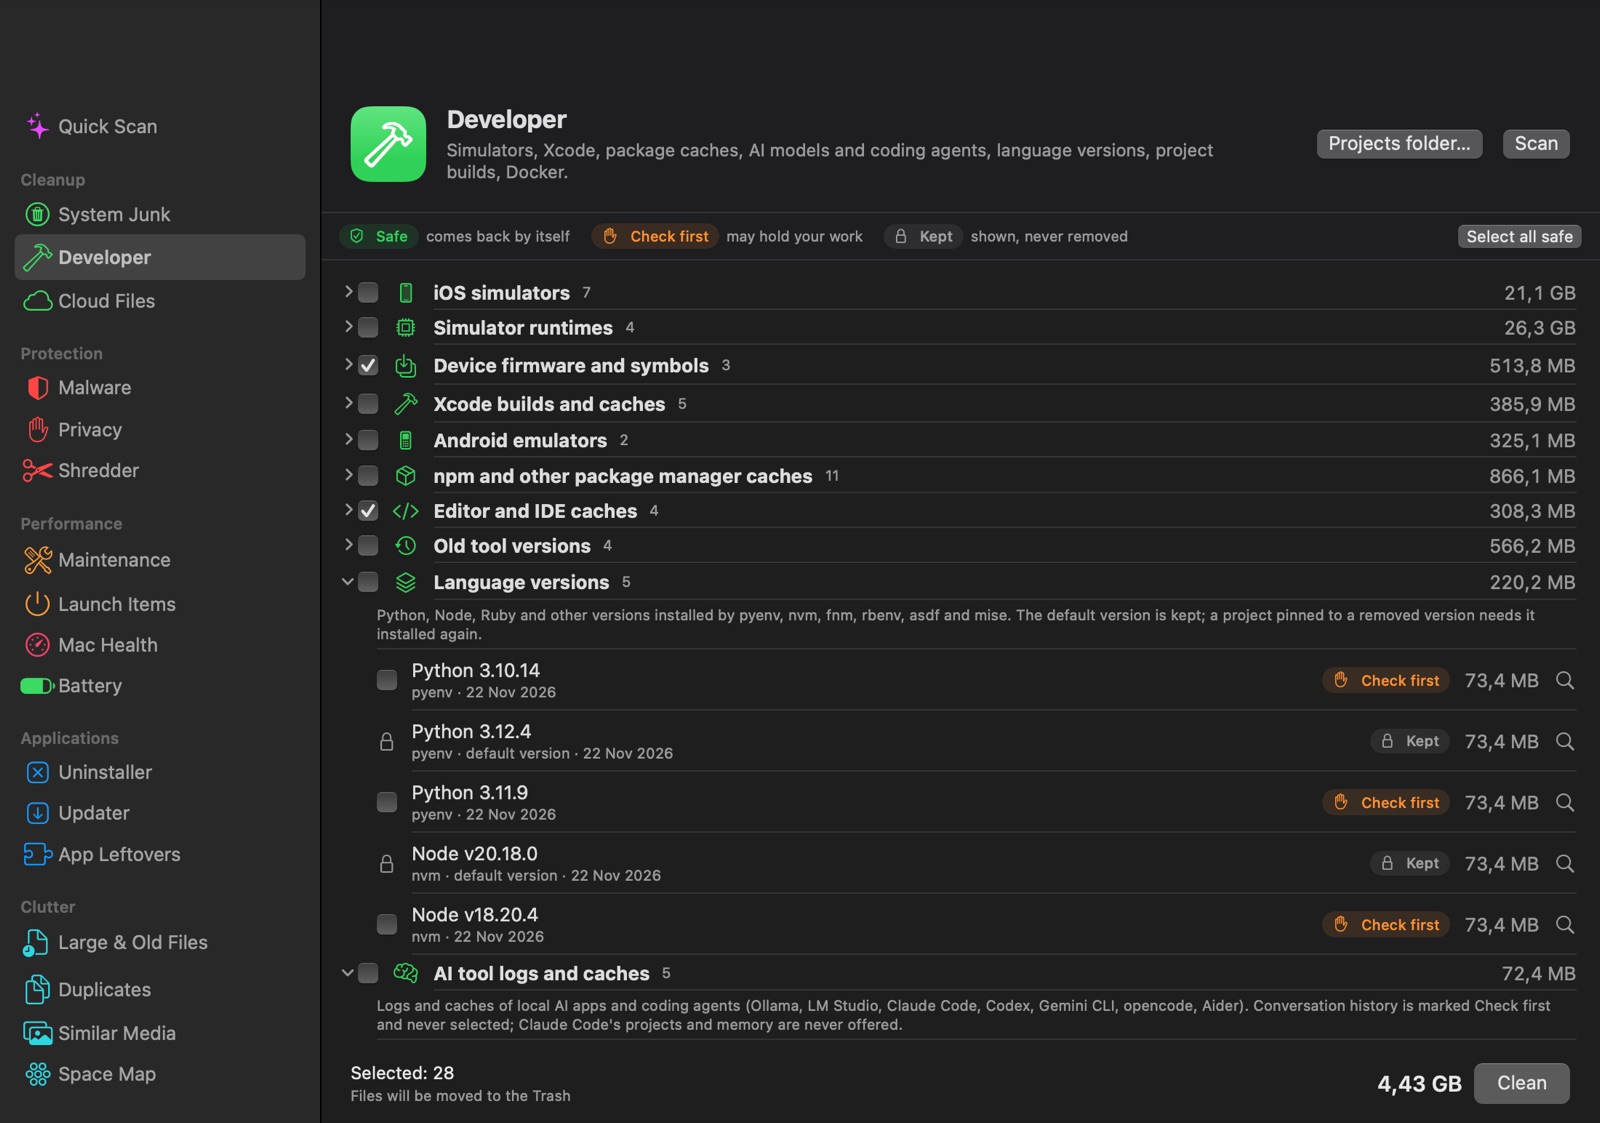 Quick Scan
Cleanup
System Junk
Developer
Cloud Files
Protection
Malware
Privacy
Shredder
Performance
Maintenance
Launch Items
Mac Health
Battery
Applications
Uninstaller
Updater
App Leftovers
Clutter
Large & Old Files
Duplicates
Similar Media
Space Map
Developer
Simulators, Xcode, package caches, AI models and coding agents, language versions, project
builds, Docker.
Projects folder...
Scan
Safe comes back by itself Check first may hold your work Kept shown, never removed Select all safe
iOS simulators 7 21,1 GB
Simulator runtimes 4 26,3 GB
Device firmware and symbols 3 513,8 MB
Xcode builds and caches 5 385,9 MB
Android emulators 2 325,1 MB
npm and other package manager caches 11 866,1 MB
Editor and IDE caches 4 308,3 MB
Old tool versions 4 566,2 MB
Language versions 5 220,2 MB
Python, Node, Ruby and other versions installed by pyenv, nvm, fnm, rbenv, asdf and mise. The default version is kept; a project pinned to a removed version needs it
installed again.
Python 3.10.14
pyenv · 22 Nov 2026
Check first 73,4 MB
Python 3.12.4
pyenv · default version · 22 Nov 2026
Kept 73,4 MB
Python 3.11.9
pyenv · 22 Nov 2026
Check first 73,4 MB
Node v20.18.0
nvm · default version · 22 Nov 2026
Kept 73,4 MB
Node v18.20.4
nvm · 22 Nov 2026
Check first 73,4 MB
AI tool logs and caches 5 72,4 MB
Logs and caches of local AI apps and coding agents (Ollama, LM Studio, Claude Code, Codex, Gemini CLI, opencode, Aider). Conversation history is marked Check first
and never selected; Claude Code's projects and memory are never offered.
Selected: 28
Files will be moved to the Trash
4,43 GB
Clean